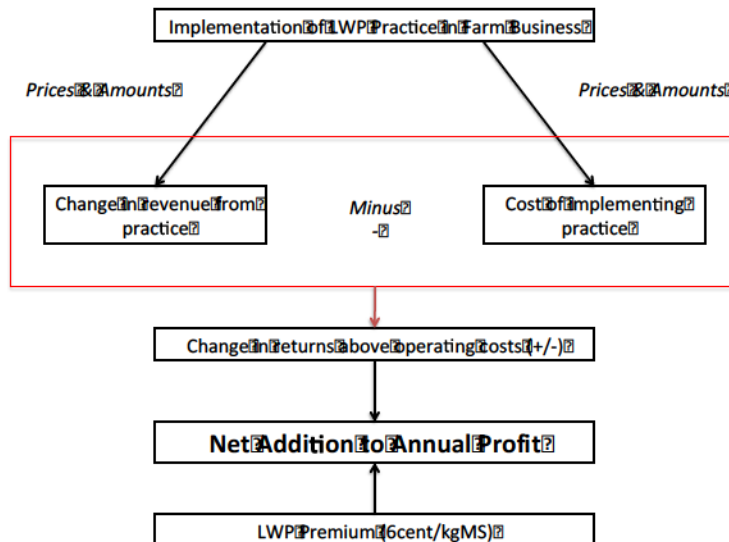 Implementation of LWP Practice in Farm Business
Prices & Amounts
Prices & Amounts
Change in revenue from
practice
Minus
-
Cost of implementing
practice
Change in returns above operating costs (+/-)
Net Addition to Annual Profit
LWP Premium (6cent/kgMS)